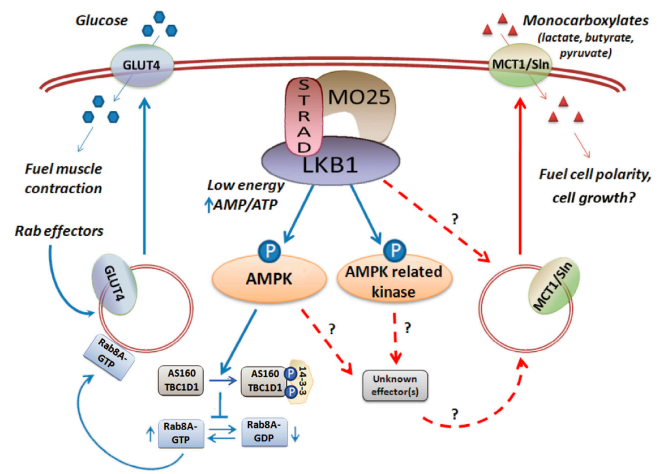 Glucose
GLUT4
Fuel muscle
contraction
Rab effectors
GLUT4
Rab8A-
GTP
STRAD
MO25
LKB1
Low energy
AMP/ATP
P
AMPK
P
AMPK related
kinase
?
?
?
AS160
TBC1D1
AS160
TBC1D1
P
P
14-3-3
Rab8A-
GTP
Rab8A-
GDP
Unknown
effector(s)
?
Monocarboxylates
(lactate, butyrate,
pyruvate)
MCT1/Sln
Fuel cell polarity,
cell growth?
MCT1/Sln